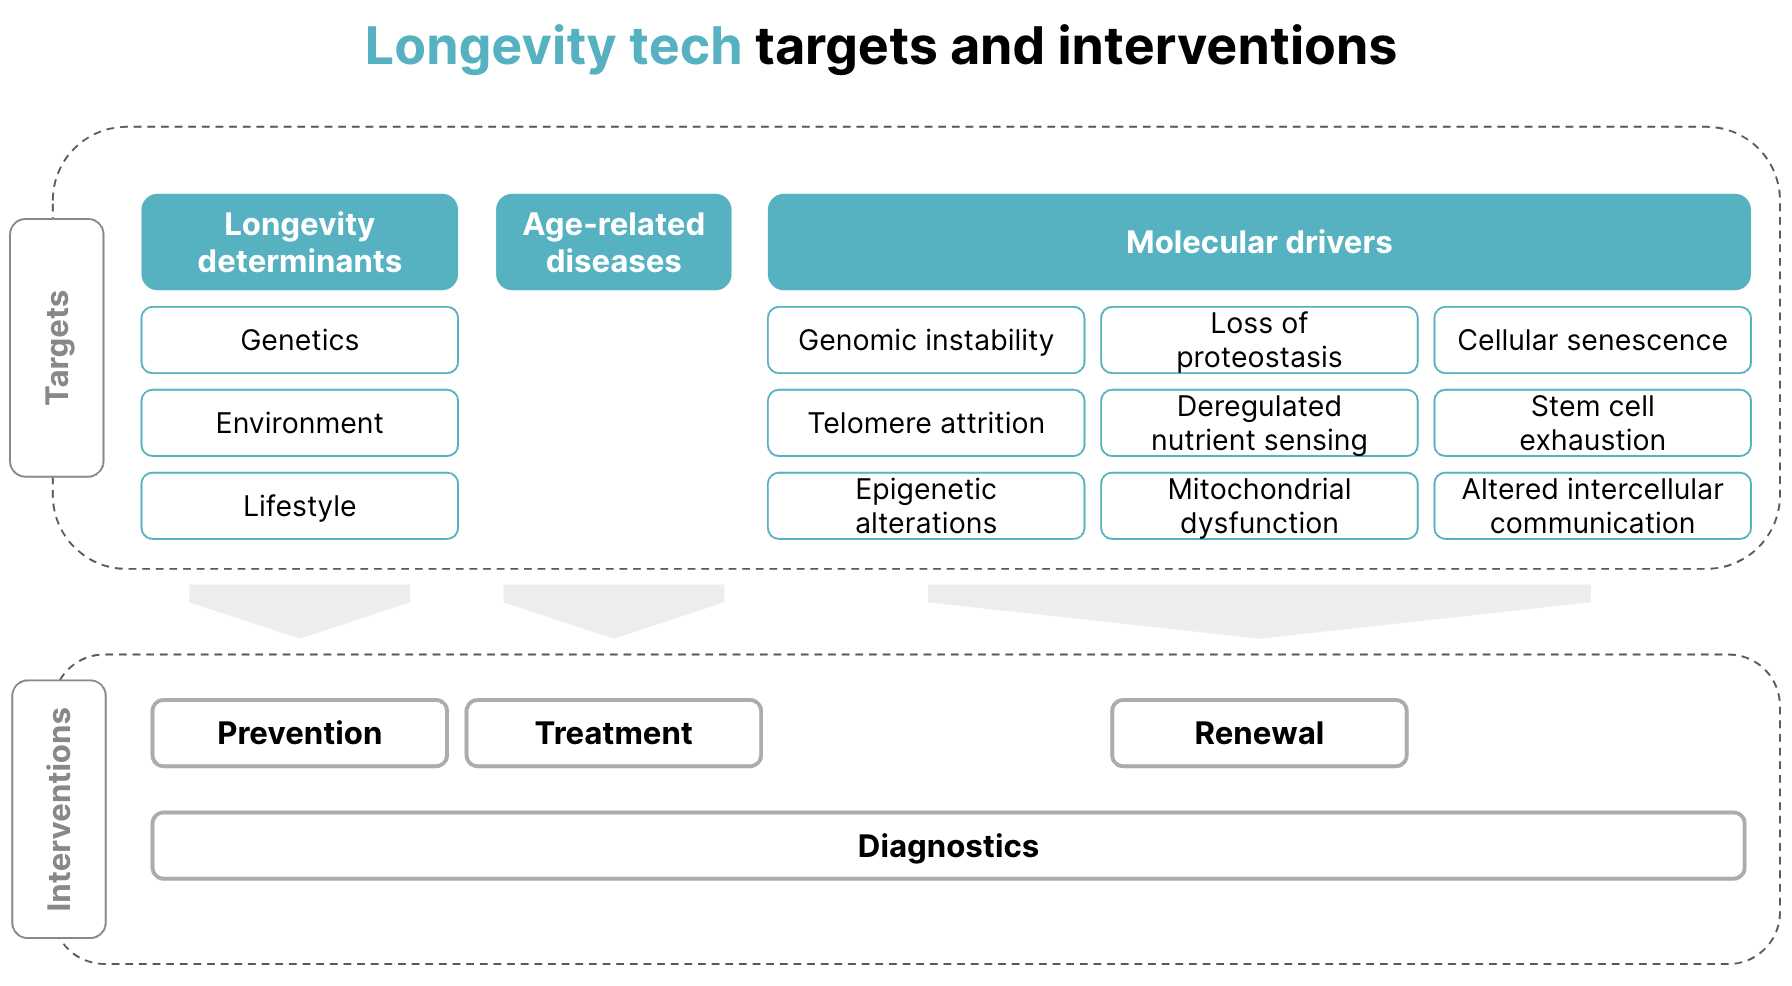 Longevity tech targets and interventions
Targets
Longevity
determinants
Genetics
Environment
Lifestyle
Age-related
diseases
Molecular drivers
Genomic instability
Telomere attrition
Epigenetic
alterations
Loss of
proteostasis
Deregulated
nutrient sensing
Mitochondrial
dysfunction
Cellular senescence
Stem cell
exhaustion
Altered intercellular
communication
Interventions
Prevention
Treatment
Renewal
Diagnostics